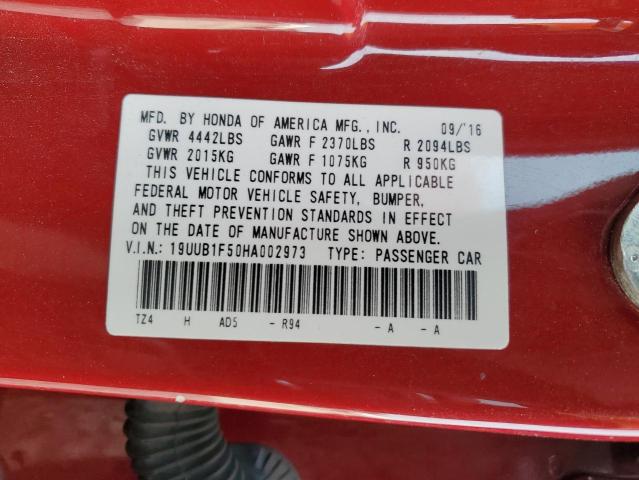 MFD. BY HONDA OF AMERICA MFG., INC. 09/'16
GVWR 4442LBS GAWR F 2370LBS R 2094LBS
GVWR 2015KG GAWR F 1075KG R 950KG
THIS VEHICLE CONFORMS TO ALL APPLICABLE
FEDERAL MOTOR VEHICLE SAFETY, BUMPER,
AND THEFT PREVENTION STANDARDS IN EFFECT
ON THE DATE OF MANUFACTURE SHOWN ABOVE.
V.I.N.: 19UUB1F50HA002973 TYPE: PASSENGER CAR
TZ4 H AD5 - R94 - A - A